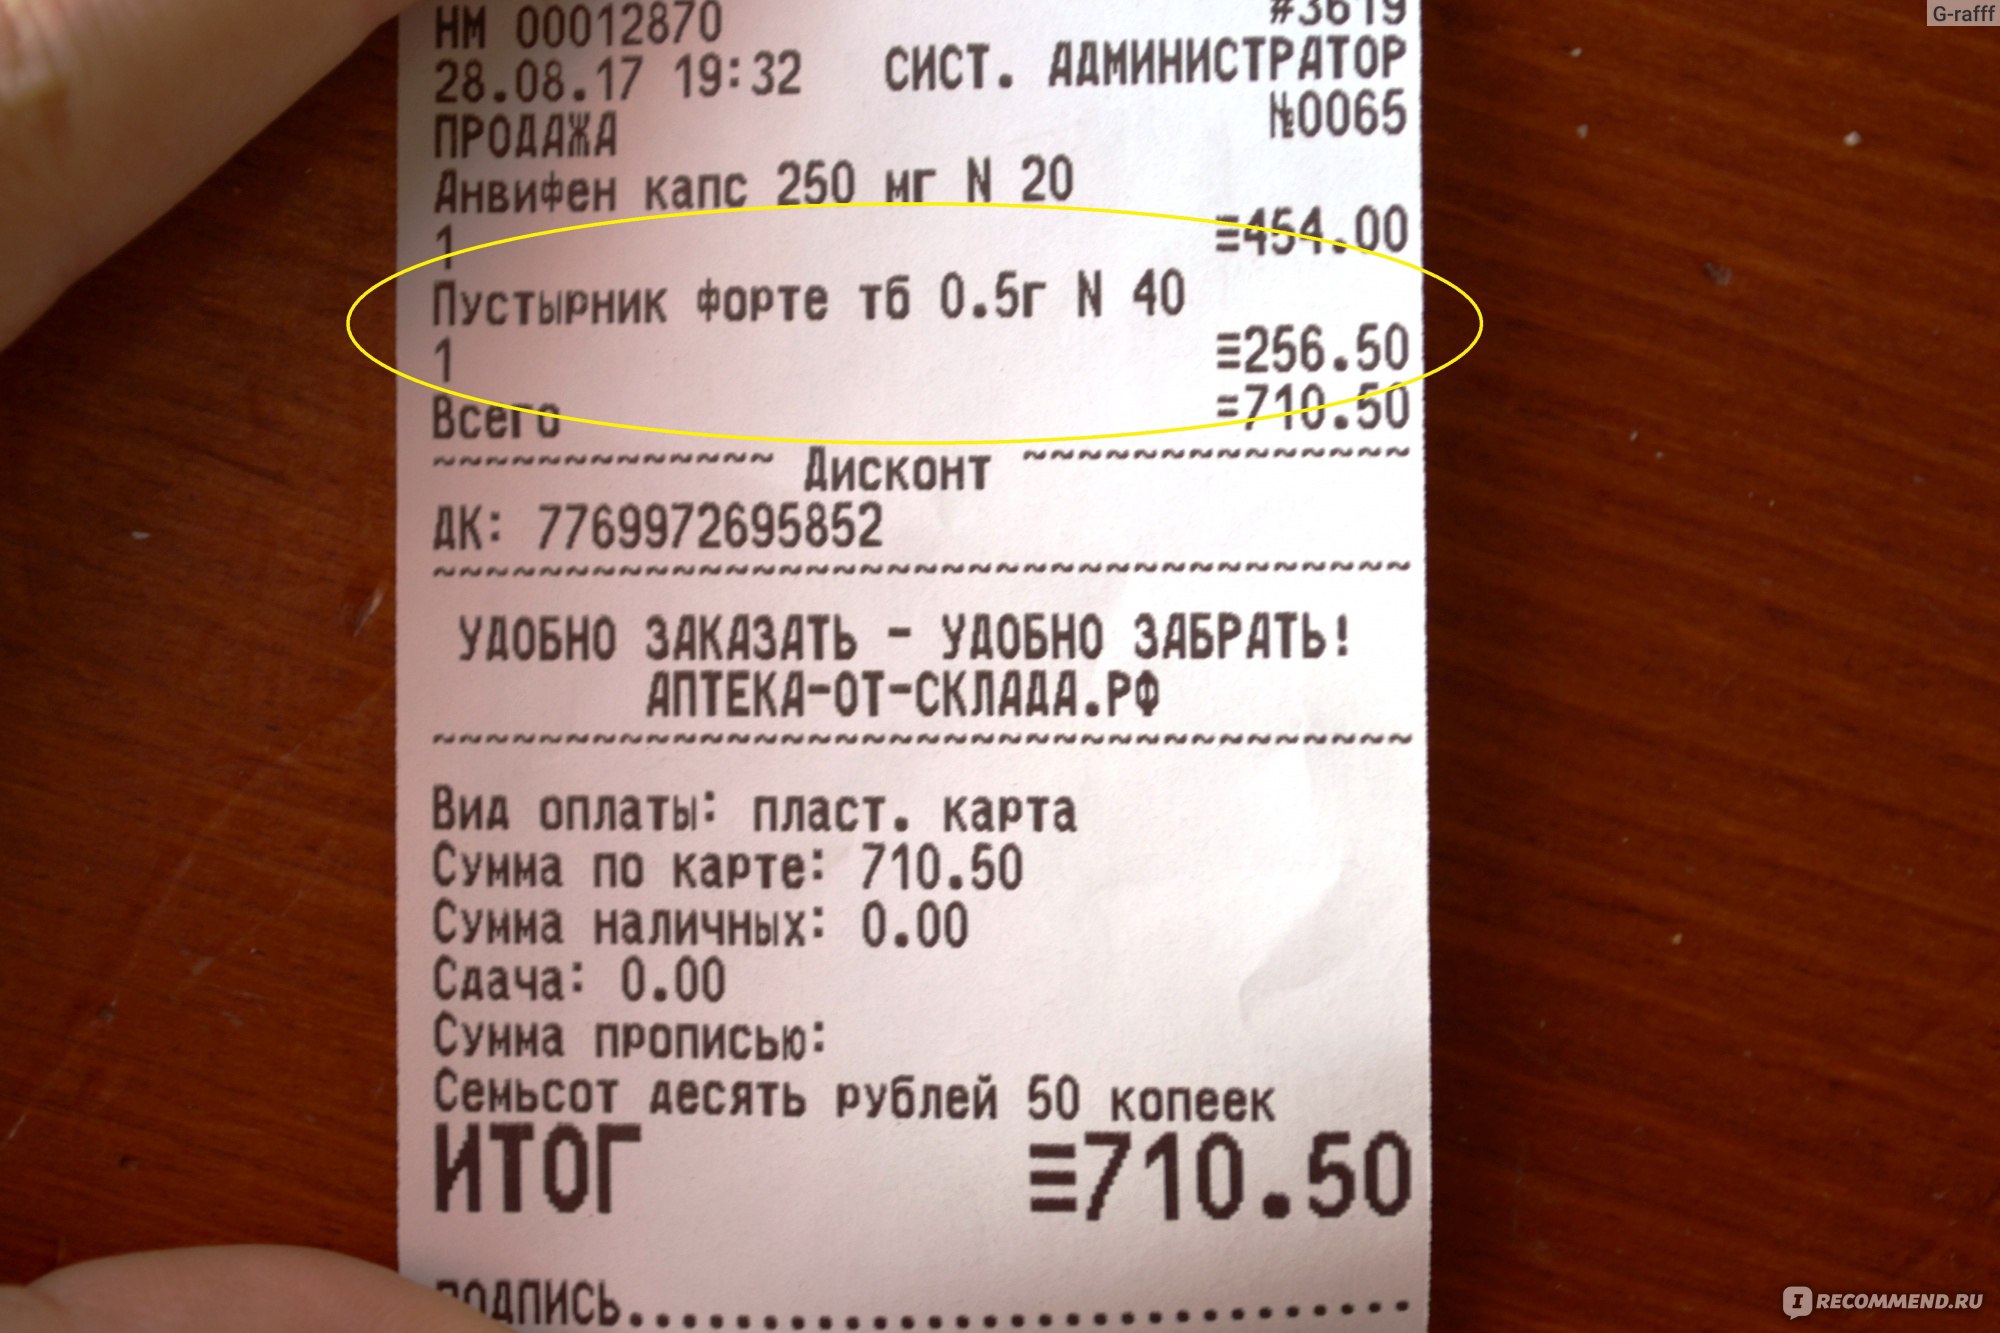 G-rafff
НМ 00012870 #3619
28.08.17 19:32 СИСТ. АДМИНИСТРАТОР
ПРОДАЖА №0065
Анвифен капс 250 мг N 20
1 ≡454.00
Пустырник форте тб 0.5г N 40
1 ≡256.50
Всего =710.50
~~~~~~~~~~~~~ Дисконт ~~~~~~~~~~~~~~~
ДК: 7769972695852
~~~~~~~~~~~~~~~~~~~~~~~~~~~~~~~~~~~~~
УДОБНО ЗАКАЗАТЬ - УДОБНО ЗАБРАТЬ!
АПТЕКА-ОТ-СКЛАДА.РФ
~~~~~~~~~~~~~~~~~~~~~~~~~~~~~~~~~~~~~
Вид оплаты: пласт. карта
Сумма по карте: 710.50
Сумма наличных: 0.00
Сдача: 0.00
Сумма прописью:
Семьсот десять рублей 50 копеек
ИТОГ ≡710.50
подпись..............................
IRECOMMEND.RU